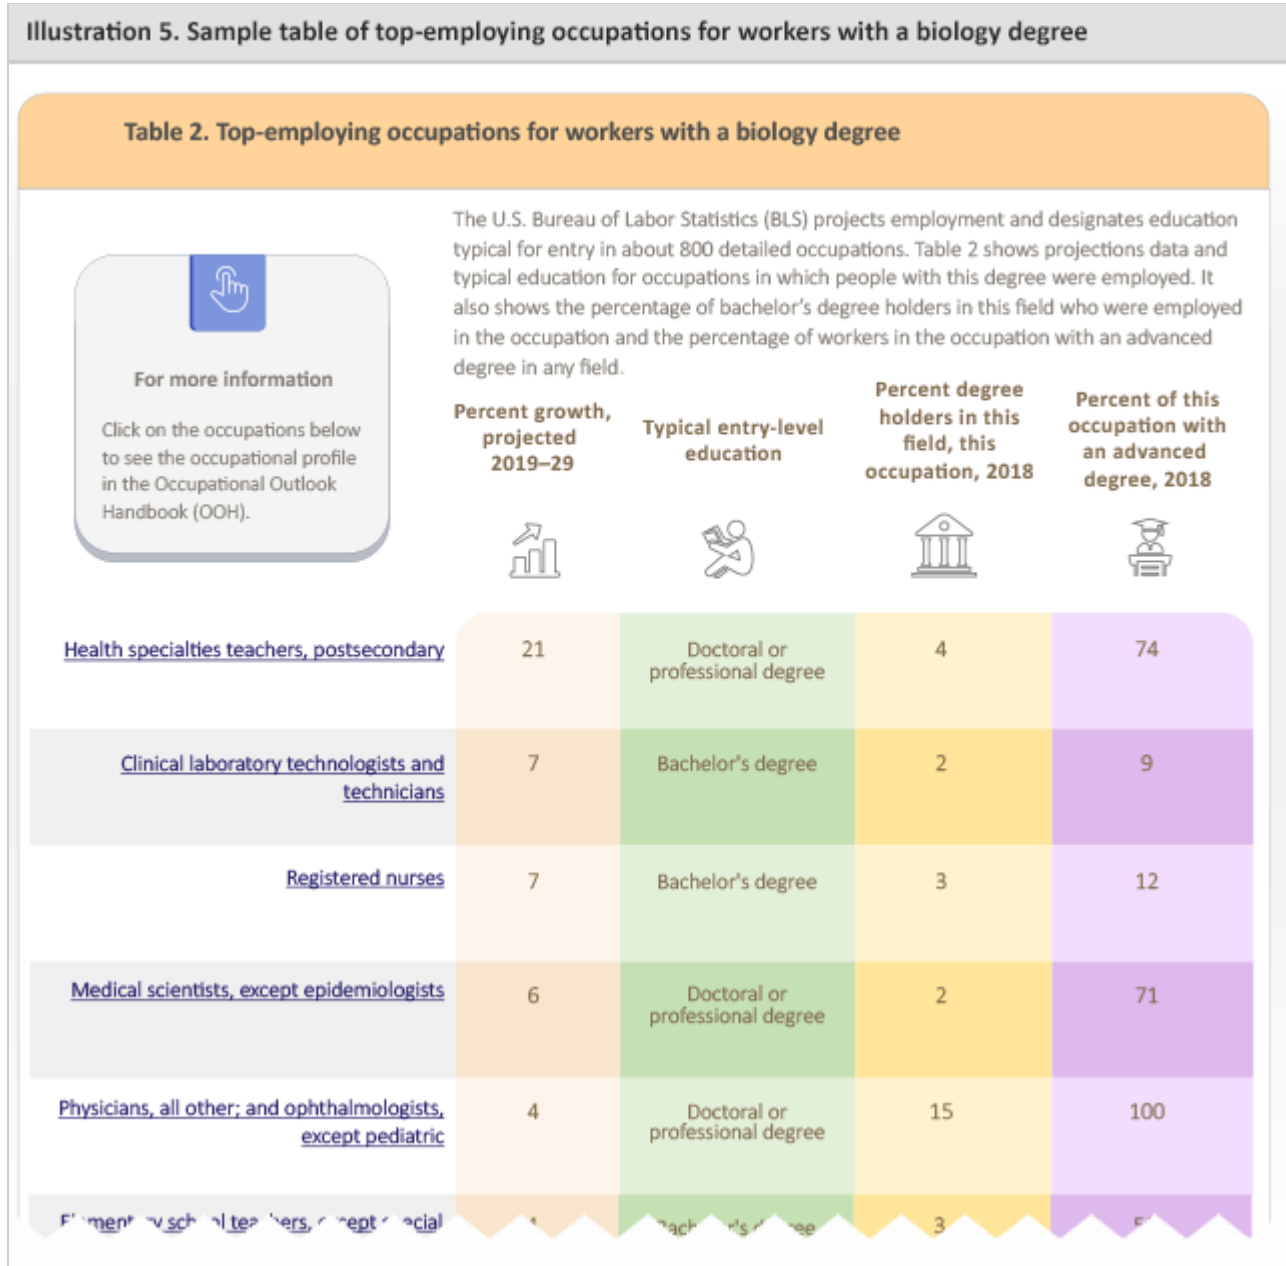 Illustration 5. Sample table of top-employing occupations for workers with a biology degree
Table 2. Top-employing occupations for workers with a biology degree
The U.S. Bureau of Labor Statistics (BLS) projects employment and designates education
typical for entry in about 800 detailed occupations. Table 2 shows projections data and
typical education for occupations in which people with this degree were employed. It
also shows the percentage of bachelor's degree holders in this field who were employed
in the occupation and the percentage of workers in the occupation with an advanced
degree in any field.
For more information
Click on the occupations below
to see the occupational profile
in the Occupational Outlook
Handbook (OOH).
Percent growth,
projected
2019–29
Typical entry-level
education
Percent degree
holders in this
field, this
occupation, 2018
Percent of this
occupation with
an advanced
degree, 2018
Health specialties teachers, postsecondary
21
Doctoral or
professional degree
4
74
Clinical laboratory technologists and
technicians
7
Bachelor's degree
2
9
Registered nurses
7
Bachelor's degree
3
12
Medical scientists, except epidemiologists
6
Doctoral or
professional degree
2
71
Physicians, all other; and ophthalmologists,
except pediatric
4
Doctoral or
professional degree
15
100
Elementary school teachers, except special
Bachelor's degree
3